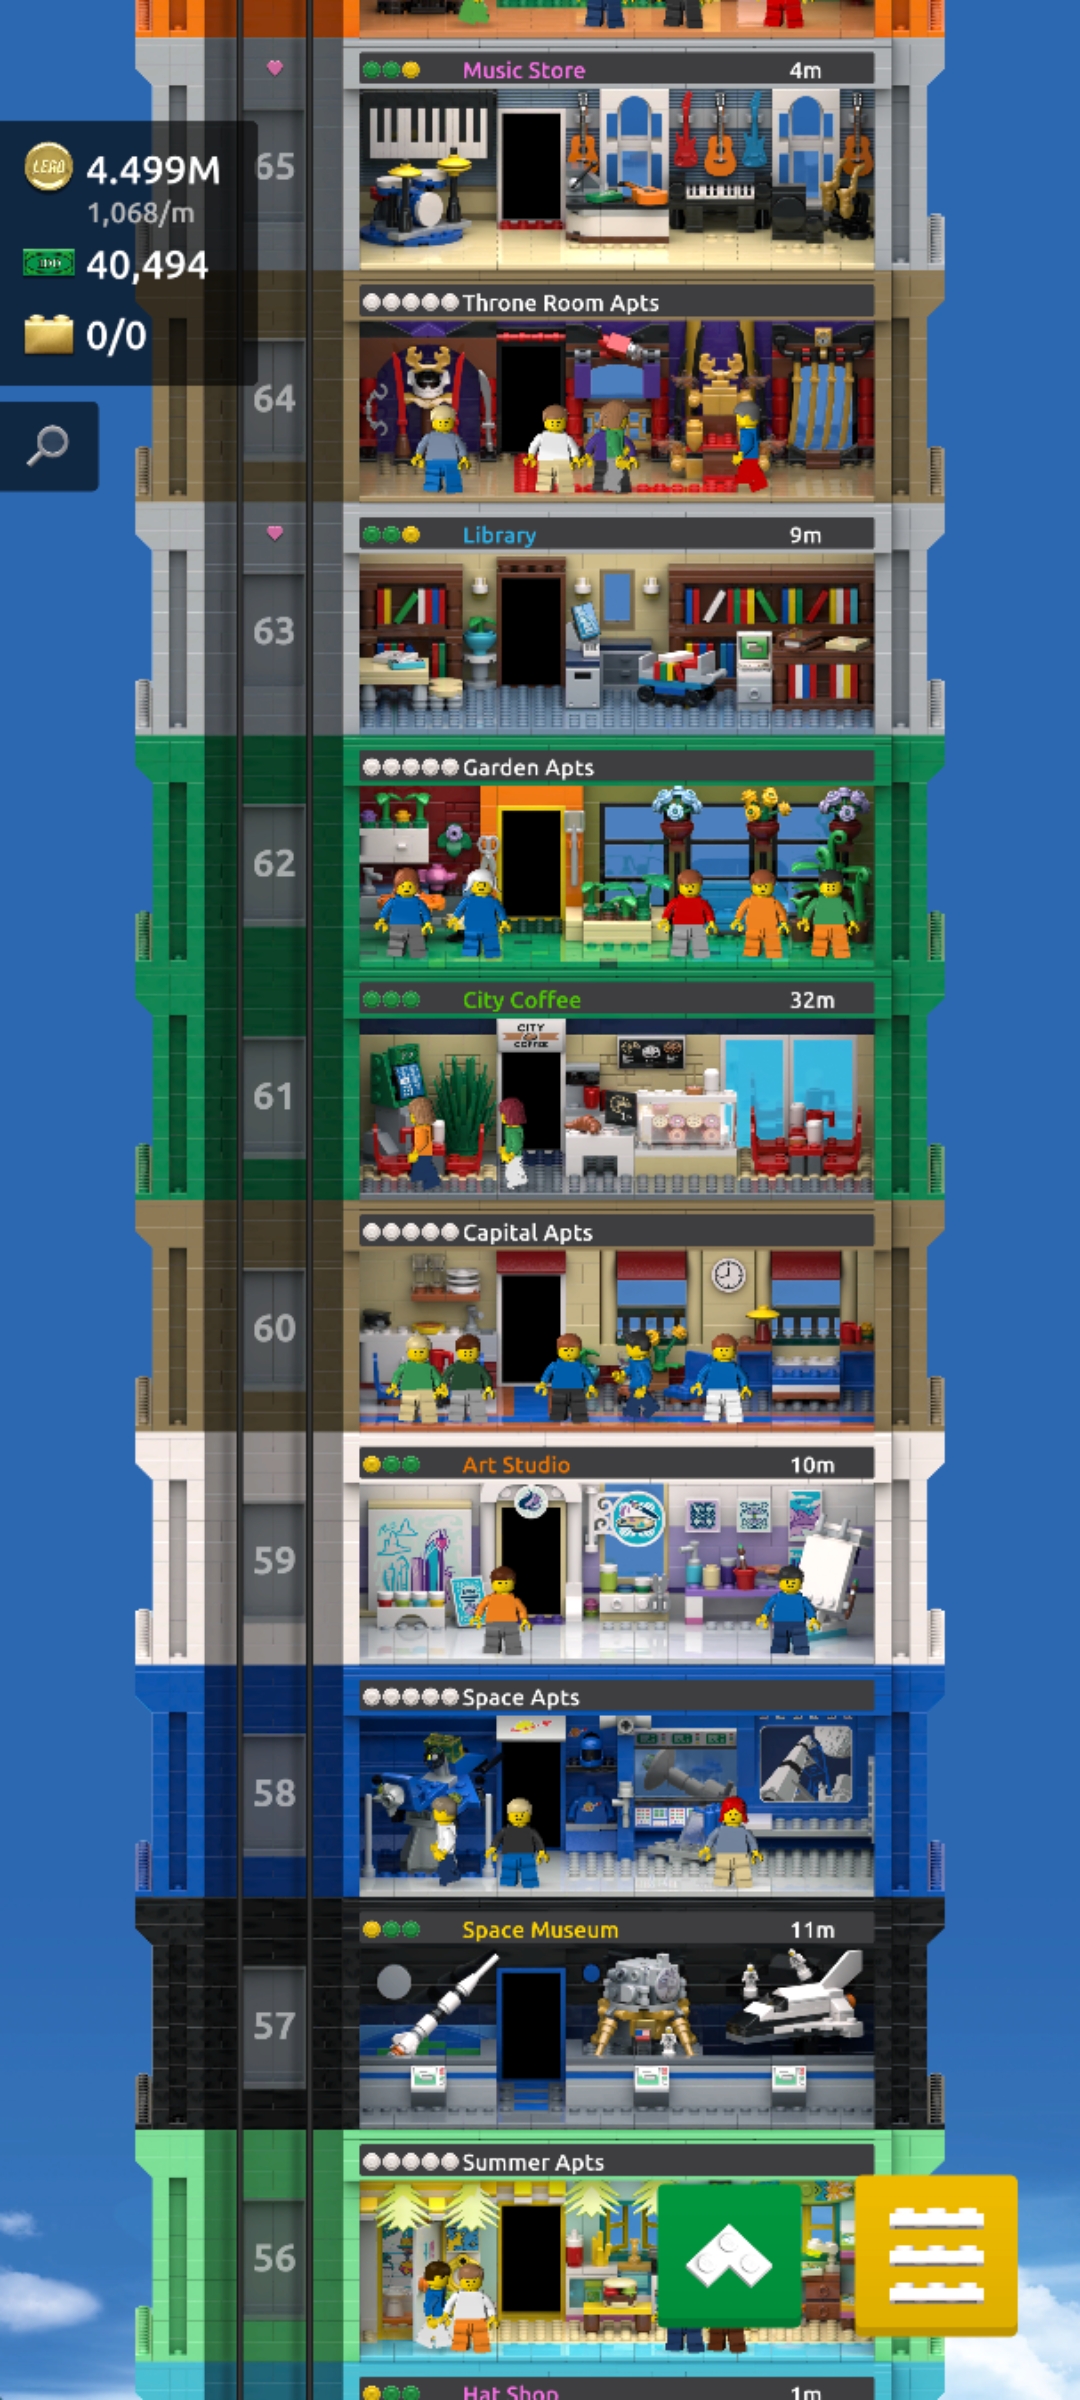 Music Store 4m
65
LEGO 4.499M
1,068/m
40,494
0/0
Throne Room Apts
64
Library 9m
63
Garden Apts
62
City Coffee 32m
CITY
COFFEE
61
Capital Apts
60
Art Studio 10m
59
Space Apts
58
Space Museum 11m
57
Summer Apts
56
Hat Shop 1m